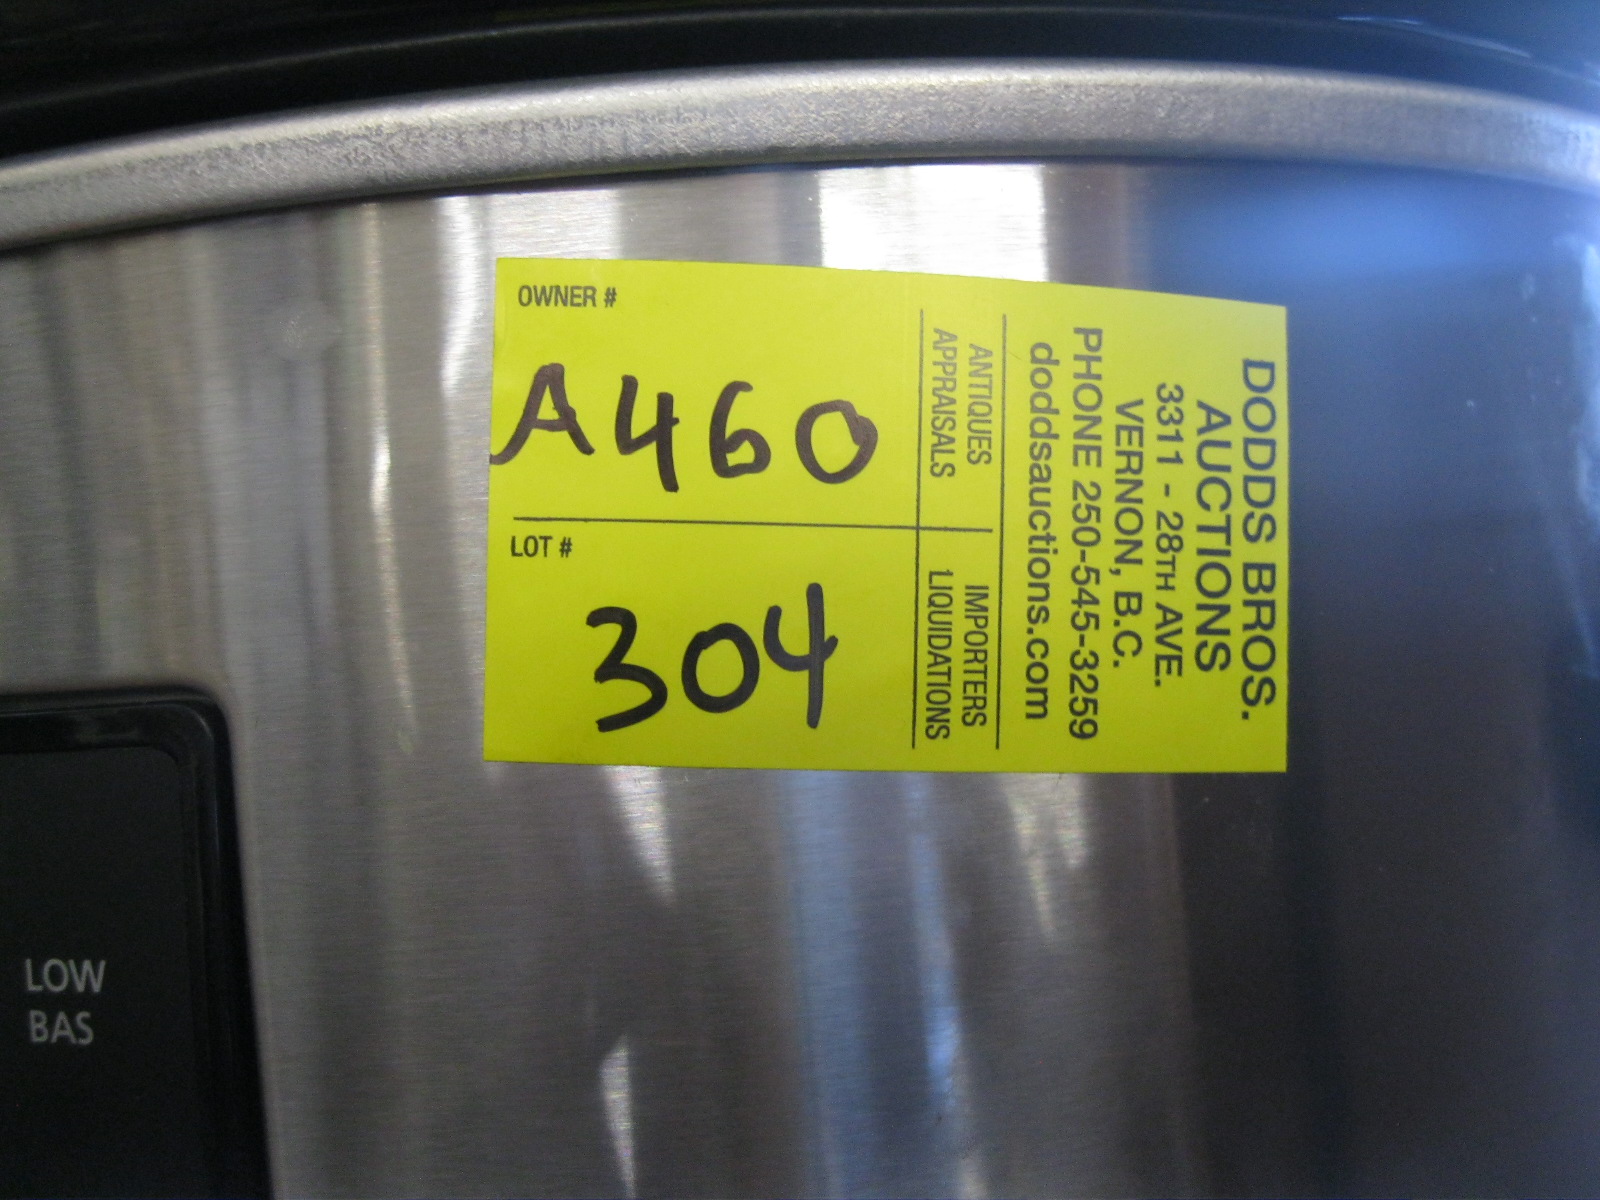 OWNER #
A460
LOT #
304
ANTIQUES
APPRAISALS
IMPORTERS
LIQUIDATIONS
DODDS BROS.
AUCTIONS
3311 - 28TH AVE.
VERNON, B.C.
PHONE 250-545-3259
doddsauctions.com
LOW
BAS